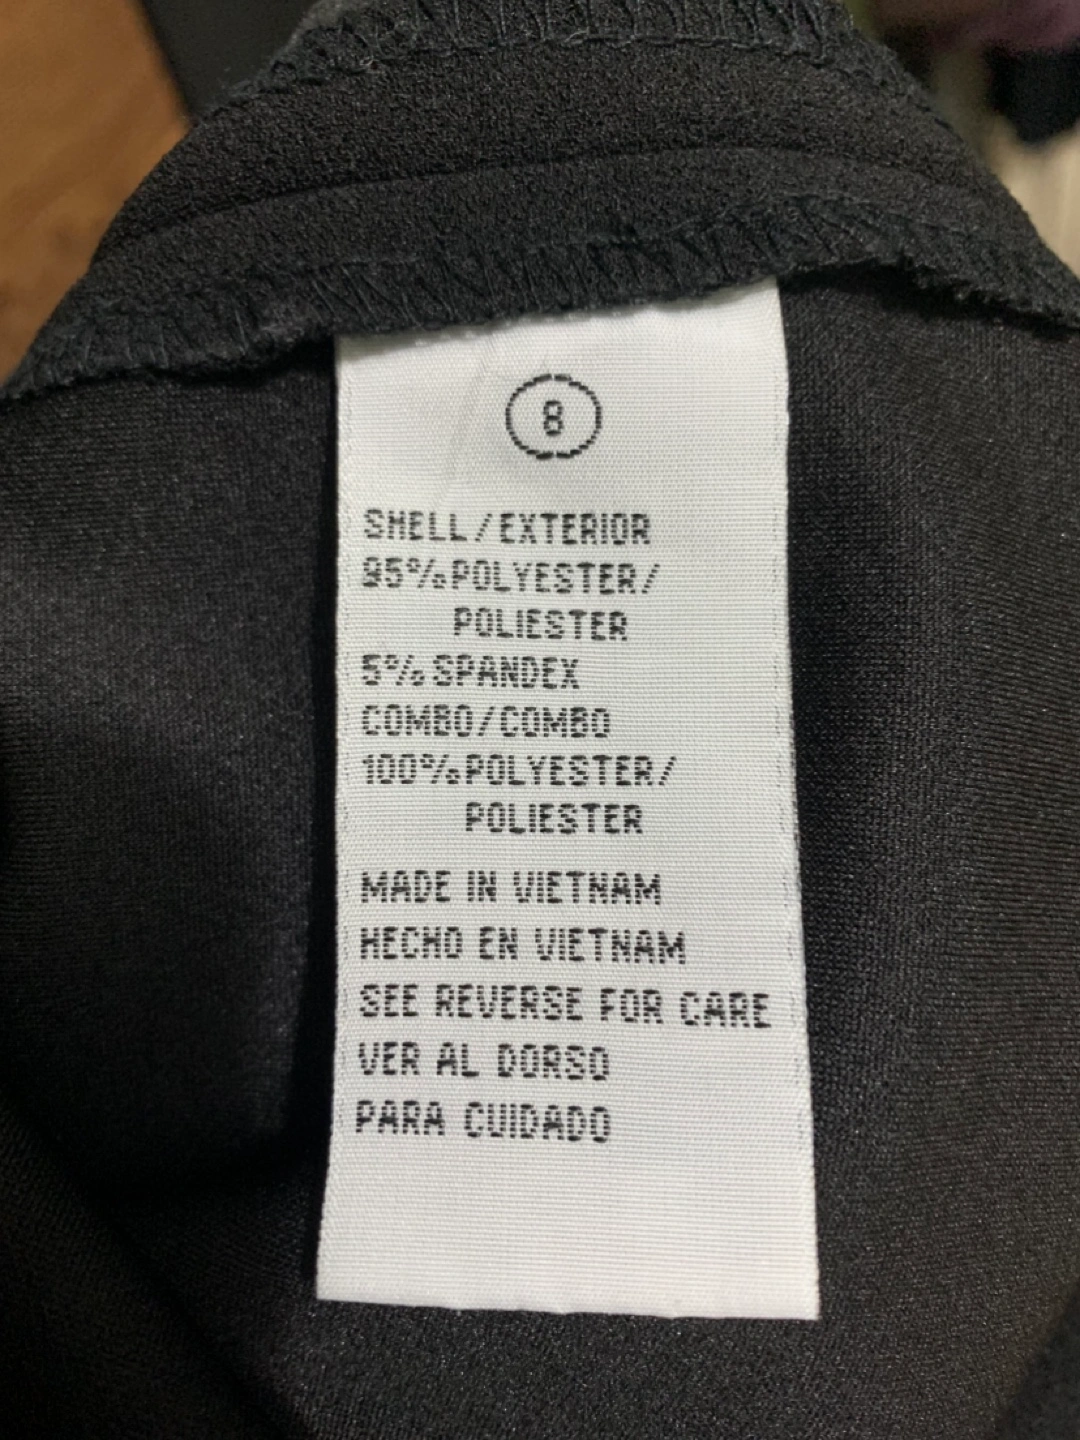 8
SHELL/EXTERIOR
95%POLYESTER/
POLIESTER
5%SPANDEX
COMBO/COMBO
100%POLYESTER/
POLIESTER
MADE IN VIETNAM
HECHO EN VIETNAM
SEE REVERSE FOR CARE
VER AL DORSO
PARA CUIDADO